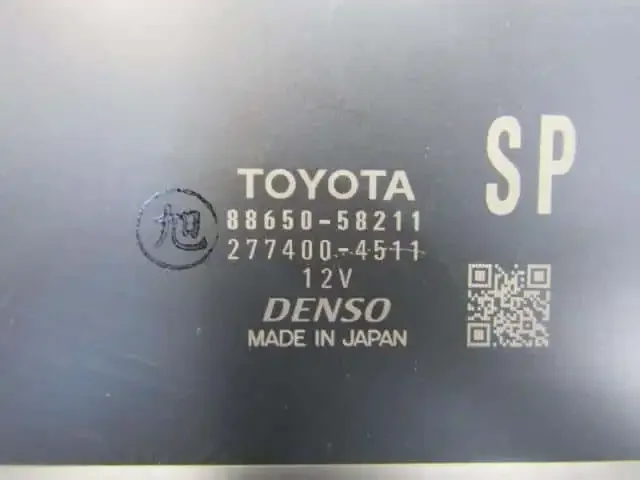 SP
TOYOTA
88650-58211
旭
277400-4511
12V
DENSO
MADE IN JAPAN